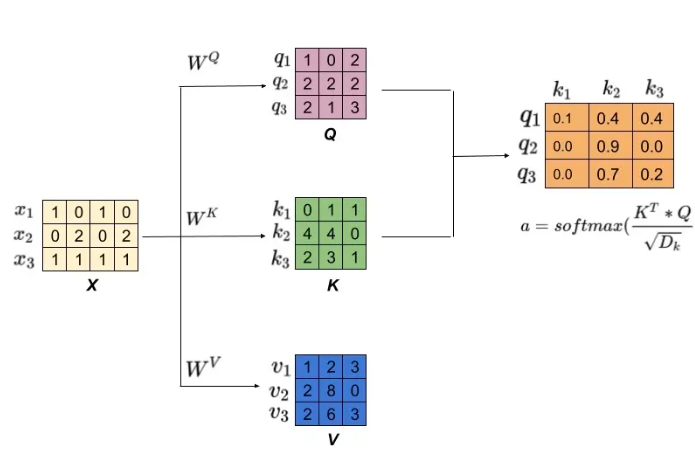 W^Q
q1 1 0 2
q2 2 2 2
q3 2 1 3
Q
k1 k2 k3
q1 0.1 0.4 0.4
q2 0.0 0.9 0.0
q3 0.0 0.7 0.2
a = softmax(K^T * Q / √D_k
x1 1 0 1 0
x2 0 2 0 2
x3 1 1 1 1
X
W^K
k1 0 1 1
k2 4 4 0
k3 2 3 1
K
W^V
v1 1 2 3
v2 2 8 0
v3 2 6 3
V